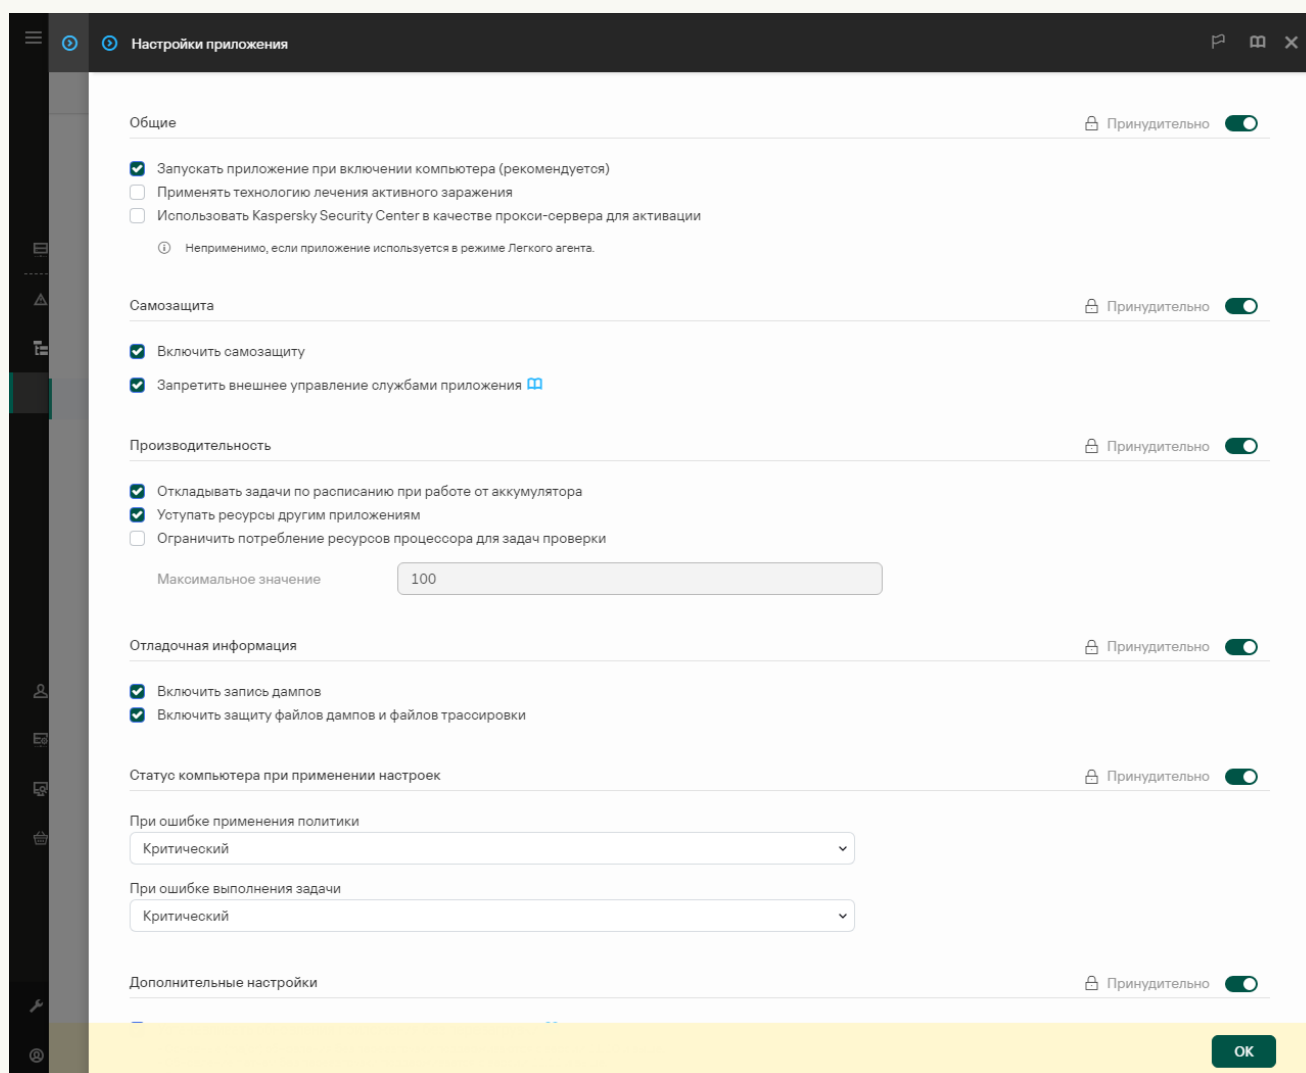 Настройки приложения
Общие
Принудительно
Запускать приложение при включении компьютера (рекомендуется)
Применять технологию лечения активного заражения
Использовать Kaspersky Security Center в качестве прокси-сервера для активации
Неприменимо, если приложение используется в режиме Легкого агента.
Самозащита
Принудительно
Включить самозащиту
Запретить внешнее управление службами приложения
Производительность
Принудительно
Откладывать задачи по расписанию при работе от аккумулятора
Уступать ресурсы другим приложениям
Ограничить потребление ресурсов процессора для задач проверки
Максимальное значение
100
Отладочная информация
Принудительно
Включить запись дампов
Включить защиту файлов дампов и файлов трассировки
Статус компьютера при применении настроек
Принудительно
При ошибке применения политики
Критический
При ошибке выполнения задачи
Критический
Дополнительные настройки
Принудительно
OK